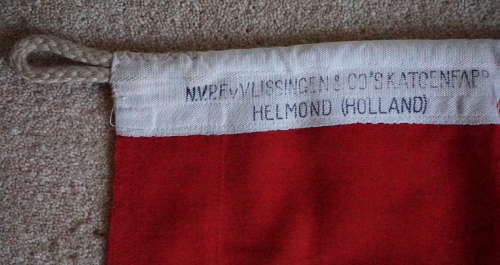 N.V.P.F. v VLISSINGEN & CO'S KATOENFABR
HELMOND (HOLLAND)